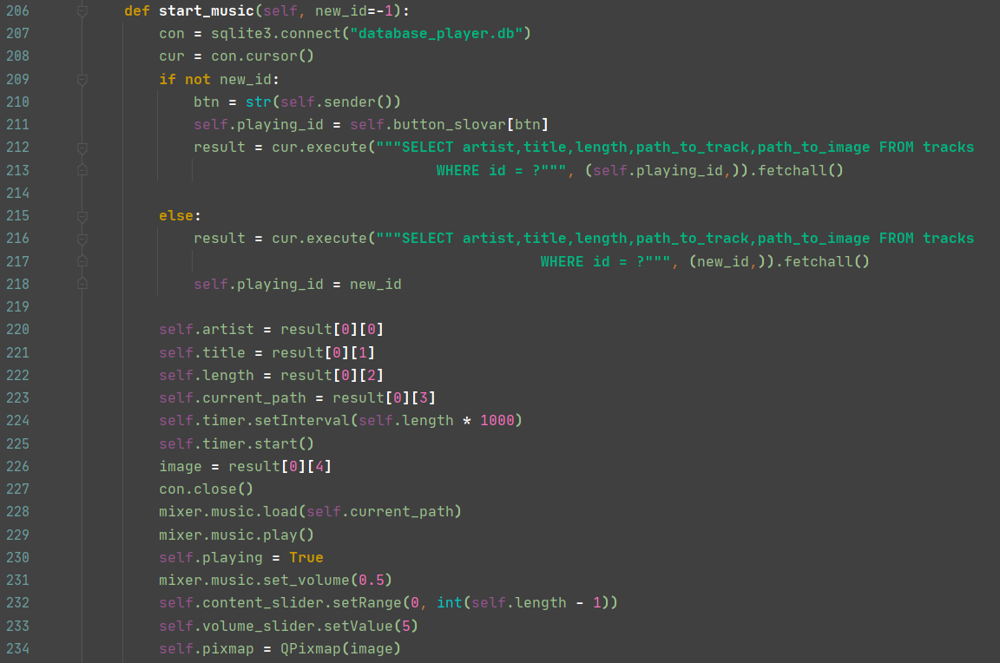 206 def start_music(self, new_id=-1):
207 con = sqlite3.connect("database_player.db")
208 cur = con.cursor()
209 if not new_id:
210 btn = str(self.sender())
211 self.playing_id = self.button_slovar[btn]
212 result = cur.execute("""SELECT artist,title,length,path_to_track,path_to_image FROM tracks
213 WHERE id = ?""", (self.playing_id,)).fetchall()
214
215 else:
216 result = cur.execute("""SELECT artist,title,length,path_to_track,path_to_image FROM tracks
217 WHERE id = ?""", (new_id,)).fetchall()
218 self.playing_id = new_id
219
220 self.artist = result[0][0]
221 self.title = result[0][1]
222 self.length = result[0][2]
223 self.current_path = result[0][3]
224 self.timer.setInterval(self.length * 1000)
225 self.timer.start()
226 image = result[0][4]
227 con.close()
228 mixer.music.load(self.current_path)
229 mixer.music.play()
230 self.playing = True
231 mixer.music.set_volume(0.5)
232 self.content_slider.setRange(0, int(self.length - 1))
233 self.volume_slider.setValue(5)
234 self.pixmap = QPixmap(image)